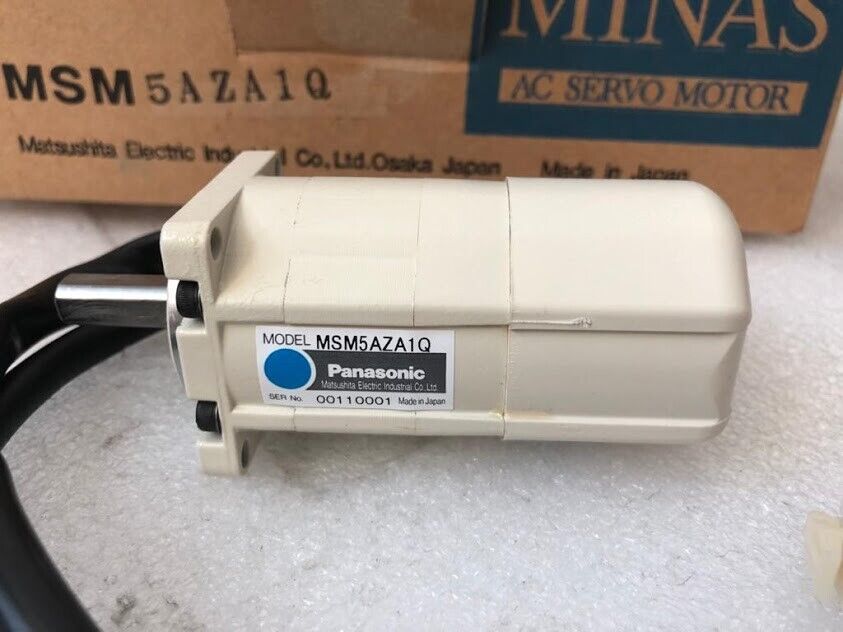 MINAS
MSM 5AZA1Q
AC SERVO MOTOR
Matsushita Electric Industrial Co.,Ltd.Osaka Japan Made in Japan
MODEL MSM5AZA1Q
Panasonic
Matsushita Electric Industrial Co.,Ltd.
SER No. 00110001 Made in Japan